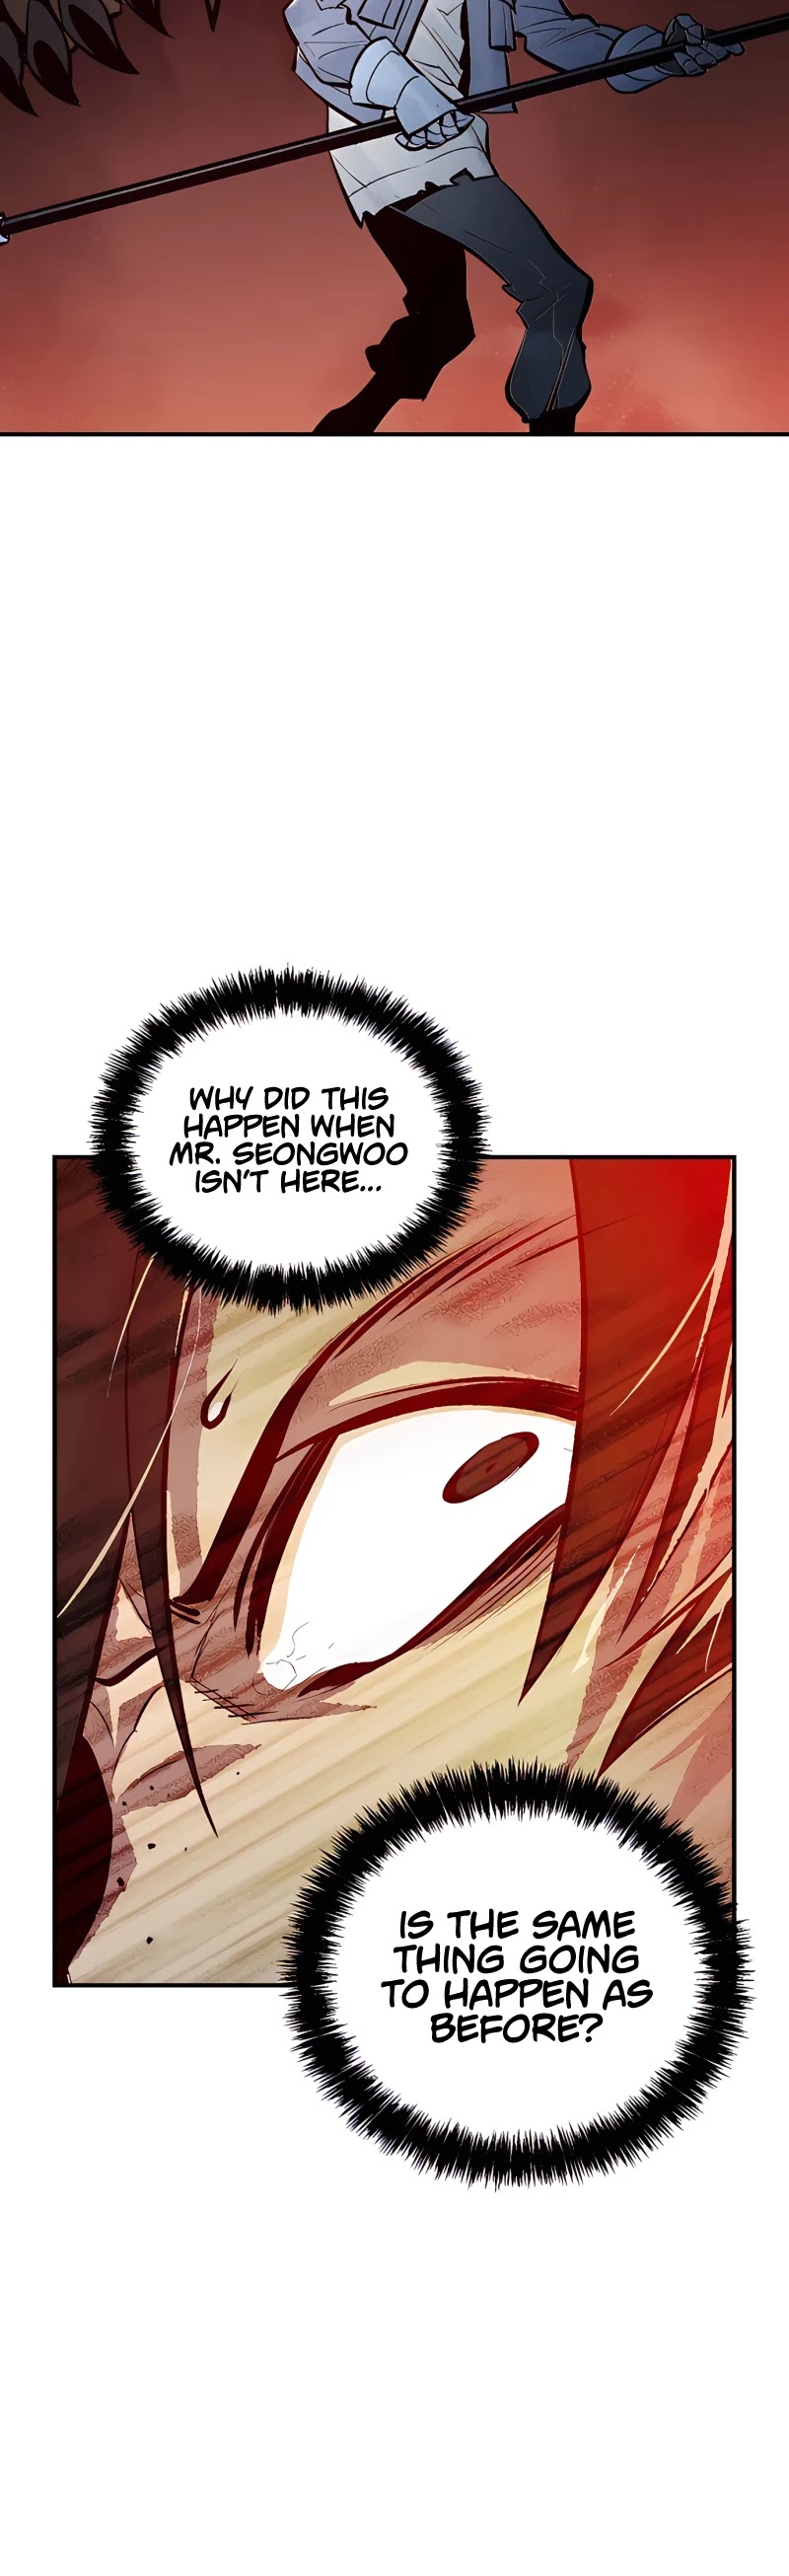 WHY DID THIS
HAPPEN WHEN
MR. SEONGWOO
ISN'T HERE...
IS THE SAME
THING GOING
TO HAPPEN AS
BEFORE?